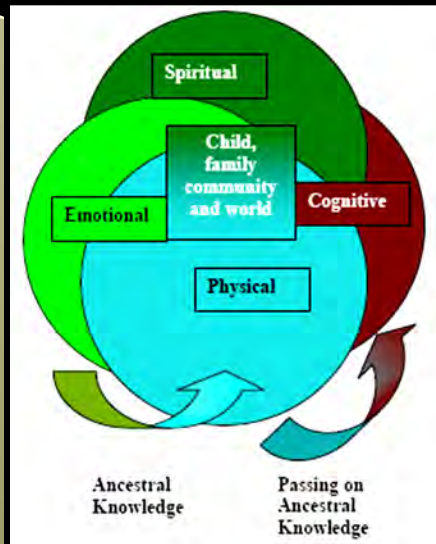 Spiritual
Child,
family
community
and world
Emotional
Cognitive
Physical
Ancestral
Knowledge
Passing on
Ancestral
Knowledge